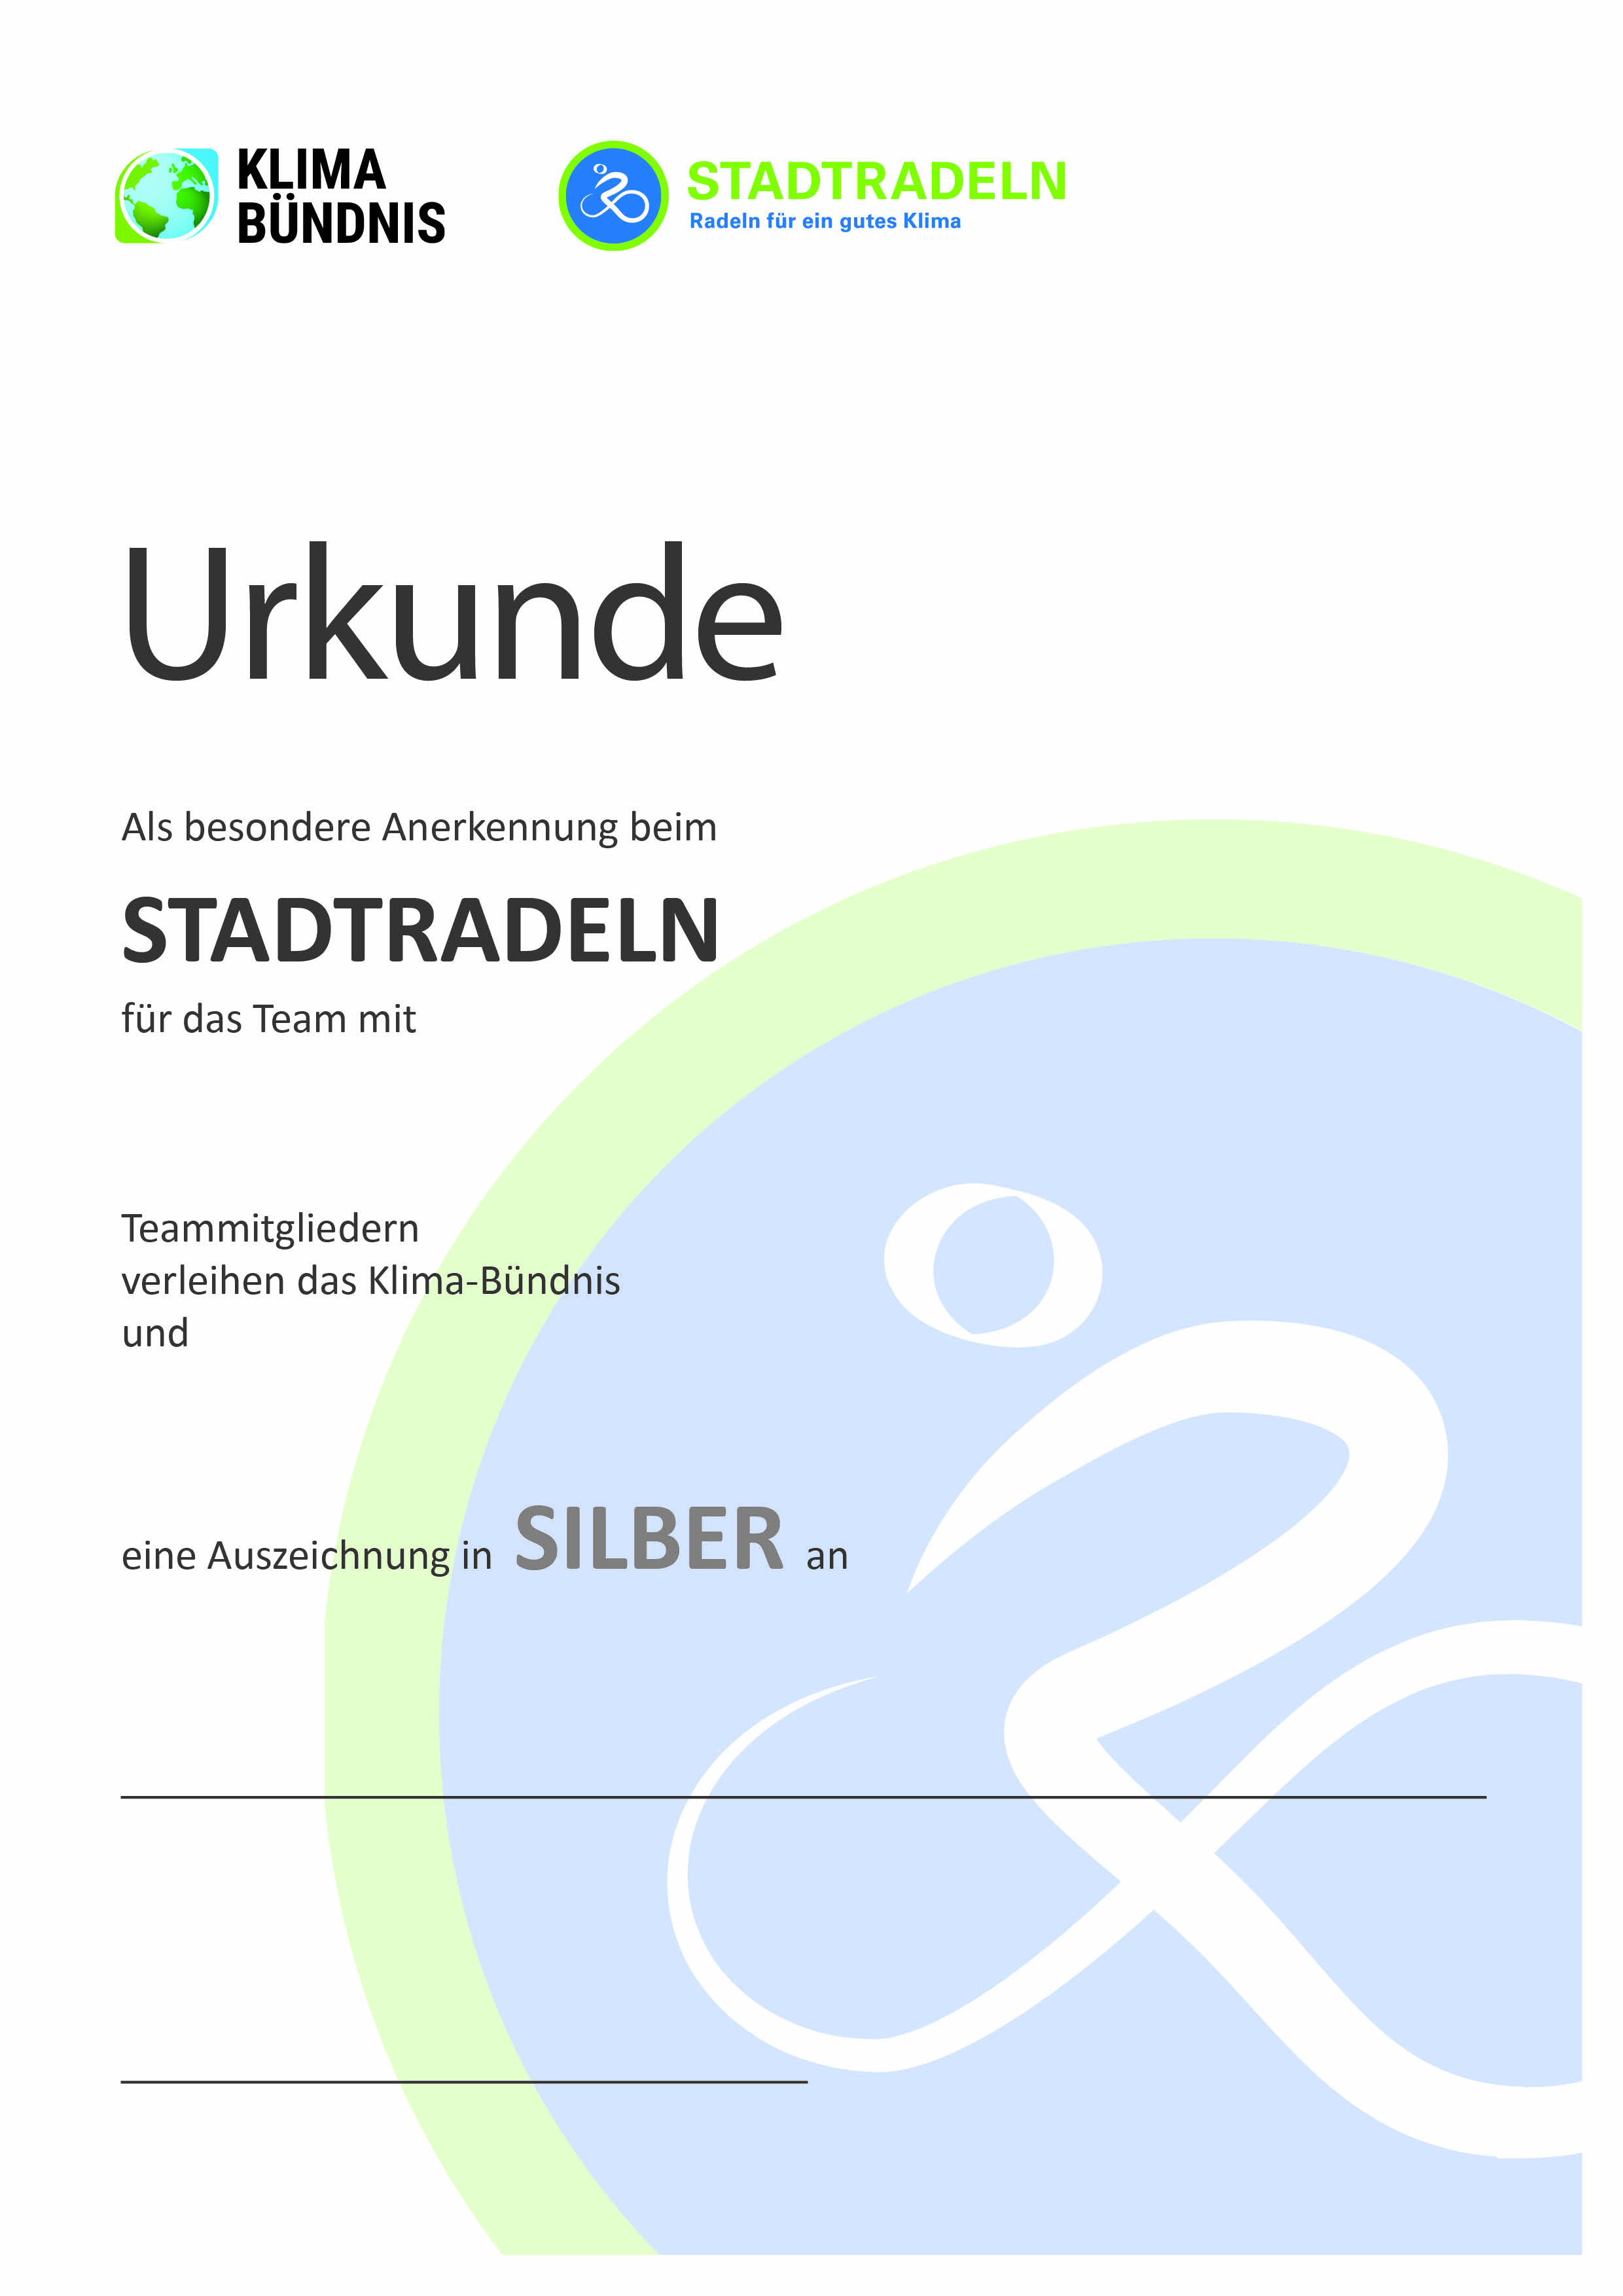 KLIMA
BÜNDNIS
STADTRADELN
Radeln für ein gutes Klima
Urkunde
Als besondere Anerkennung beim
STADTRADELN
für das Team mit
Teammitgliedern
verleihen das Klima-Bündnis
und
eine Auszeichnung in SILBER an